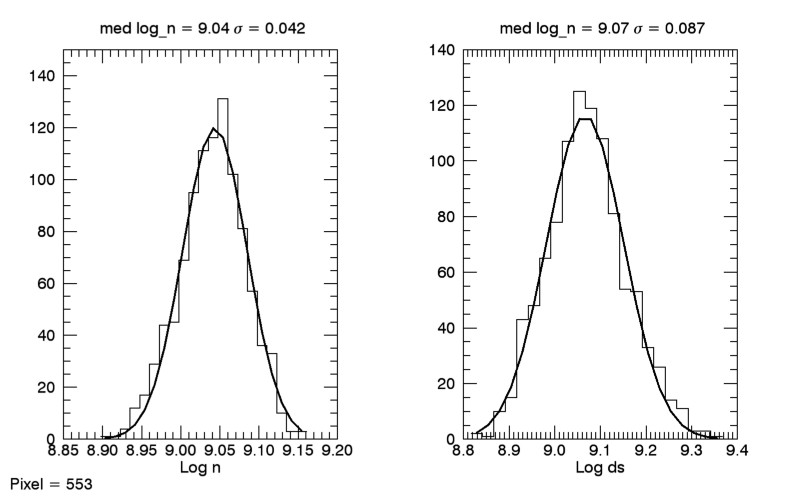 med log_n = 9.04 σ = 0.042
140
120
100
80
60
40
20
0
8.85 8.90 8.95 9.00 9.05 9.10 9.15 9.20
Log n
med log_n = 9.07 σ = 0.087
140
120
100
80
60
40
20
0
8.8 8.9 9.0 9.1 9.2 9.3 9.4
Log ds
Pixel = 553